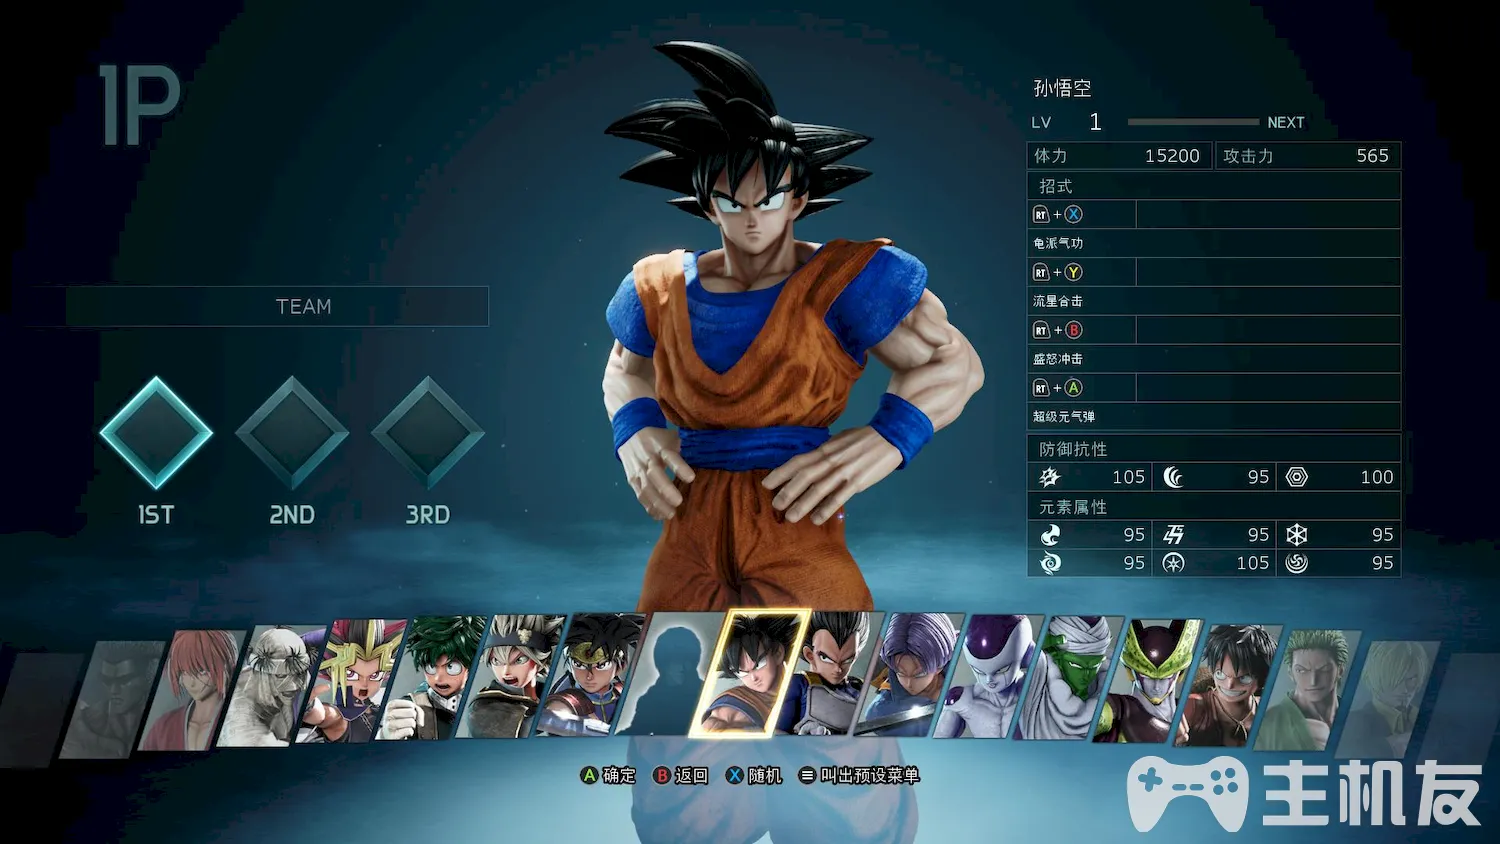 1P
TEAM
1ST
2ND
3RD
孙悟空
LV 1 NEXT
体力 15200 攻击力 565
招式
RT + X
龟派气功
RT + Y
流星合击
RT + B
盛怒冲击
RT + A
超级元气弹
防御抗性
105 95 100
元素属性
95 95 95
95 105 95
A 确定 B 返回 X 随机 叫出预设菜单
主机友